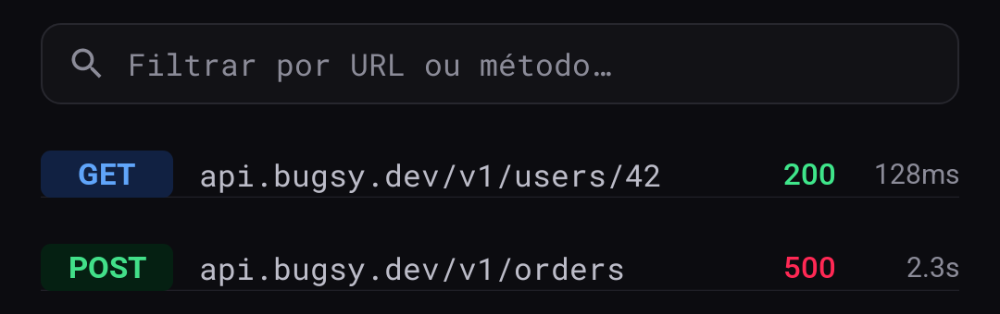 Filtrar por URL ou método…
GET api.bugsy.dev/v1/users/42 200 128ms
POST api.bugsy.dev/v1/orders 500 2.3s